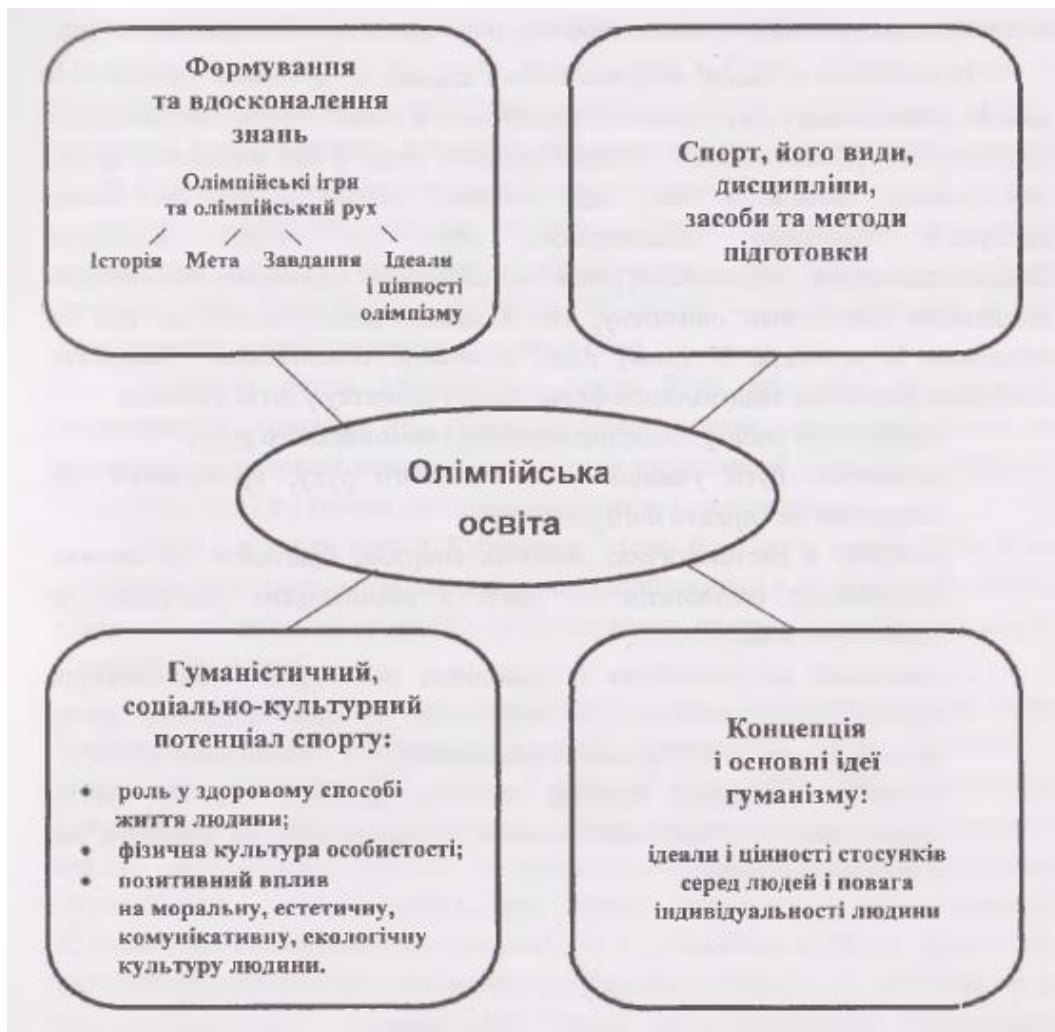 Формування
та вдосконалення
знань
Олімпійські ігря
та олімпійський рух
Історія Мета Завдання Ідеали
і цінності
олімпізму
Спорт, його види,
дисципліни,
засоби та методи
підготовки
Олімпійська
освіта
Гуманістичний,
соціально-культурний
потенціал спорту:
• роль у здоровому способі
життя людини;
• фізична культура особистості;
• позитивний вплив
на моральну, естетичну,
комунікативну, екологічну
культуру людини.
Концепція
і основні ідеї
гуманізму:
ідеали і цінності стосунків
серед людей і повага
індивідуальності людини